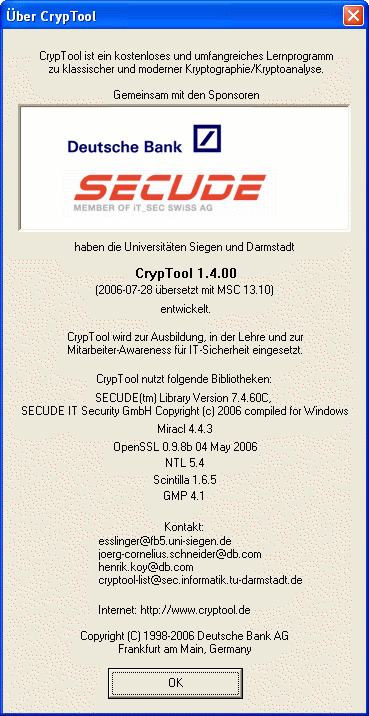 Über CrypTool
CrypTool ist ein kostenloses und umfangreiches Lernprogramm
zu klassischer und moderner Kryptographie/Kryptoanalyse.
Gemeinsam mit den Sponsoren
Deutsche Bank
SECUDE
MEMBER OF iT_SEC SWISS AG
haben die Universitäten Siegen und Darmstadt
CrypTool 1.4.00
(2006-07-28 übersetzt mit MSC 13.10)
entwickelt.
CrypTool wird zur Ausbildung, in der Lehre und zur
Mitarbeiter-Awareness für IT-Sicherheit eingesetzt.
CrypTool nutzt folgende Bibliotheken:
SECUDE(tm) Library Version 7.4.60C,
SECUDE IT Security GmbH Copyright (c) 2006 compiled for Windows
Miracl 4.4.3
OpenSSL 0.9.8b 04 May 2006
NTL 5.4
Scintilla 1.6.5
GMP 4.1
Kontakt:
esslinger@fb5.uni-siegen.de
joerg-cornelius.schneider@db.com
henrik.koy@db.com
cryptool-list@sec.informatik.tu-darmstadt.de
Internet: http://www.cryptool.de
Copyright (C) 1998-2006 Deutsche Bank AG
Frankfurt am Main, Germany
OK